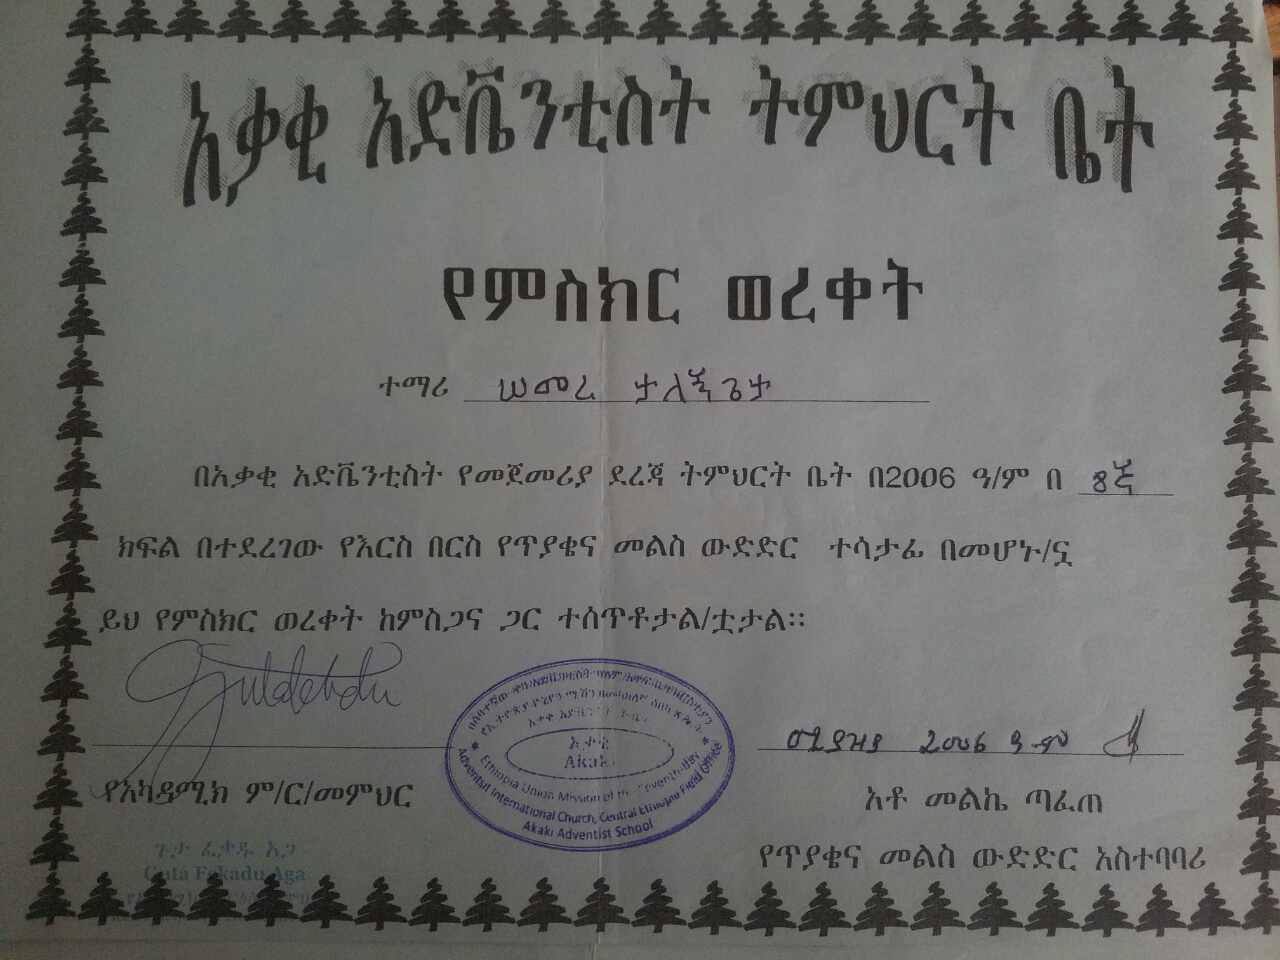 አቃቂ አድቬንቲስት ትምህርት ቤት
የምስክር ወረቀት
ተማሪ ሠመረ ታለጌታ
በአቃቂ አድቬንቲስት የመጀመሪያ ደረጃ ትምህርት ቤት በ2006 ዓ/ም በ 8ኛ
ክፍል በተደረገው የእርስ በርስ የጥያቄና መልስ ውድድር ተሳታፊ በመሆኑ/ኗ
ይህ የምስክር ወረቀት ከምስጋና ጋር ተሰጥቶታል/ቷታል።
አቃቂ
Akaki
Ethiopia Union Mission of the Seventh-day
Adventist International Church, Central Ethiopia Field Office
Akaki Adventist School
ሚያዝያ 2006 ዓ.ም
የአካዳሚክ ም/ር/መምህር
አቶ መልኬ ጣፈጠ
የጥያቄና መልስ ውድድር አስተባባሪ
ጉታ ፈቃዱ አጋ
Guta Fekadu Aga